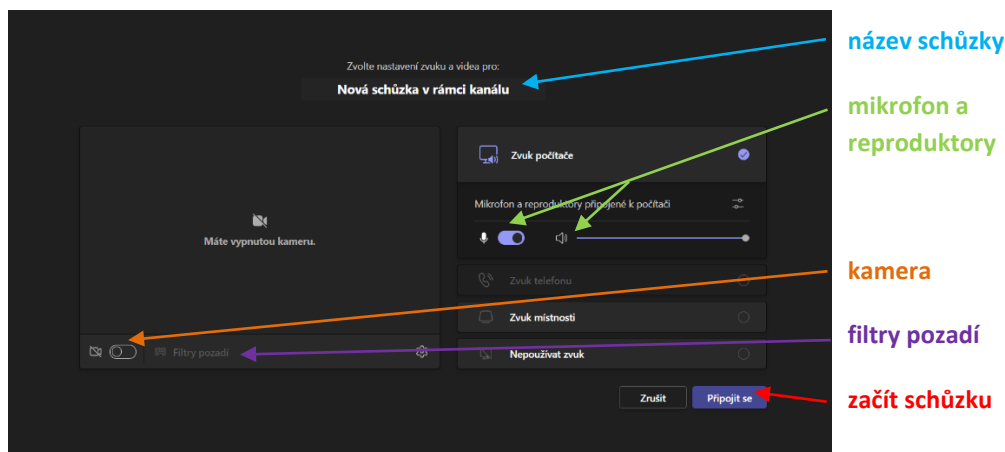 Zvolte nastavení zvuku a videa pro:
Nová schůzka v rámci kanálu
Máte vypnutou kameru.
Filtry pozadí
Zvuk počítače
Mikrofon a reproduktory připojené k počítači
Zvuk telefonu
Zvuk místnosti
Nepoužívat zvuk
Zrušit
Připojit se
název schůzky
mikrofon a
reproduktory
kamera
filtry pozadí
začít schůzku